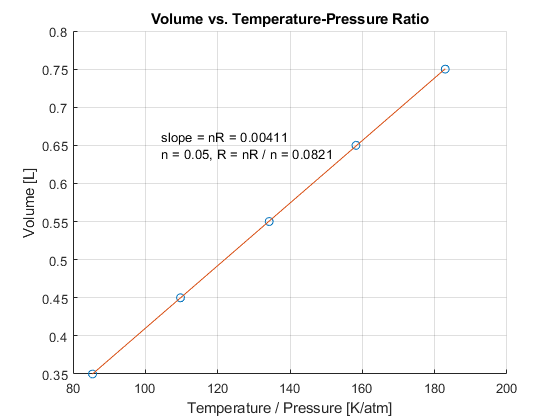 Volume vs. Temperature-Pressure Ratio
0.8
0.75
0.7
0.65
0.6
0.55
0.5
0.45
0.4
0.35
Volume [L]
slope = nR = 0.00411
n = 0.05, R = nR / n = 0.0821
80 100 120 140 160 180 200
Temperature / Pressure [K/atm]